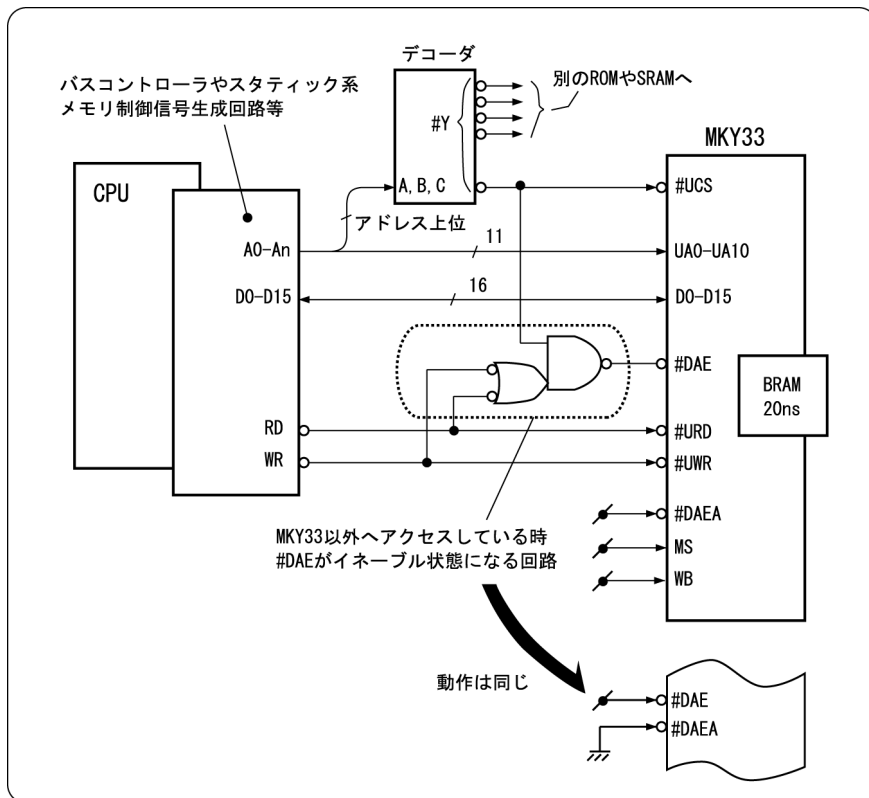 デコーダ
バスコントローラやスタティック系
メモリ制御信号生成回路等
別のROMやSRAMへ
#Y
MKY33
CPU
A, B, C
#UCS
アドレス上位
A0-An
11
UA0-UA10
D0-D15
16
D0-D15
#DAE
BRAM
20ns
RD
#URD
WR
#UWR
#DAEA
MKY33以外へアクセスしている時
#DAEがイネーブル状態になる回路
MS
WB
動作は同じ
#DAE
#DAEA